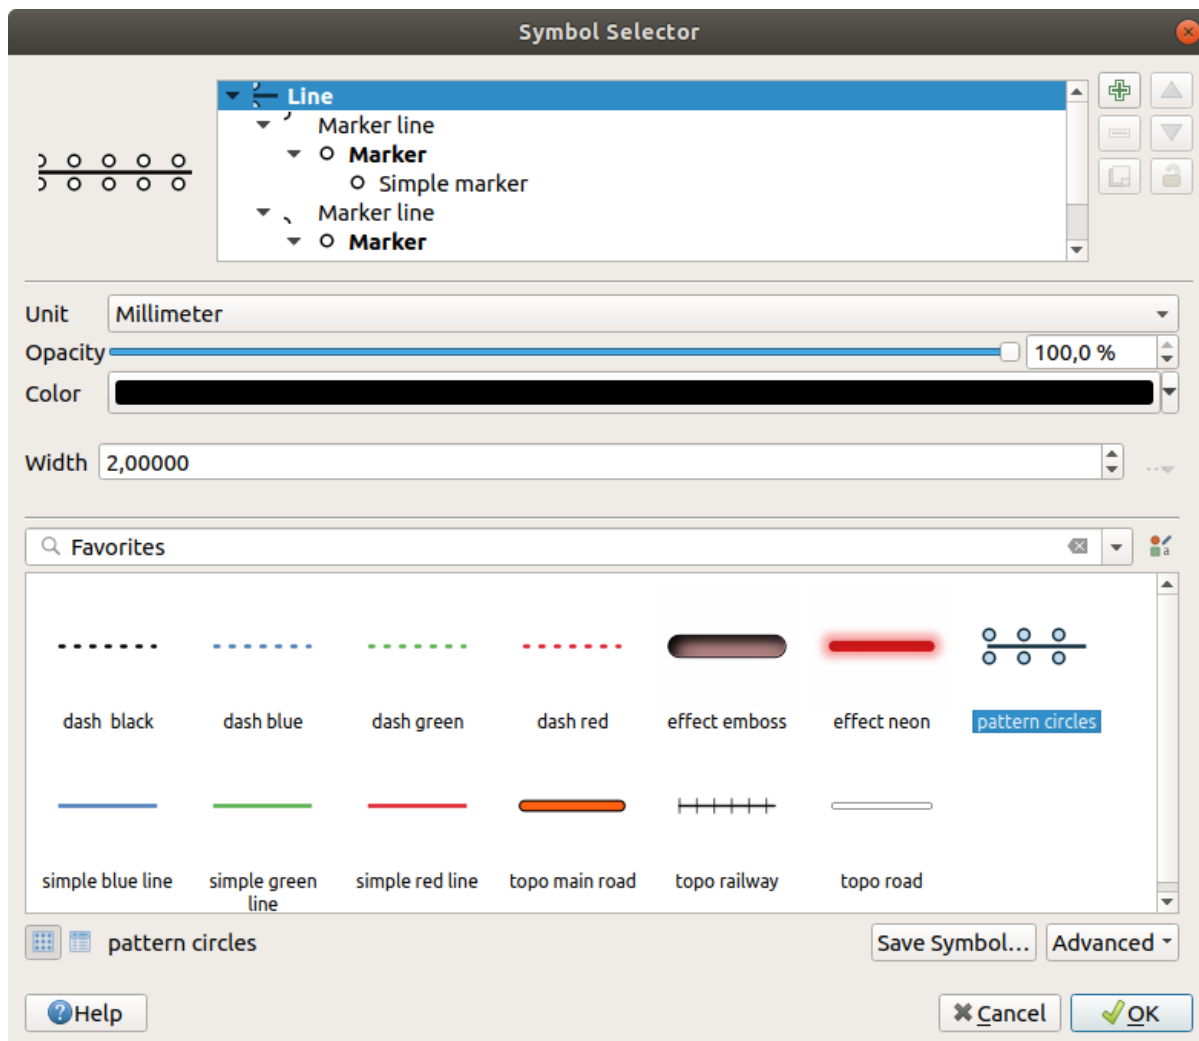 Symbol Selector
Line
Marker line
Marker
Simple marker
Marker line
Marker
Unit Millimeter
Opacity 100,0 %
Color
Width 2,00000
Favorites
dash  black dash blue dash green dash red effect emboss effect neon pattern circles
simple blue line simple green line simple red line topo main road topo railway topo road
pattern circles Save Symbol... Advanced
Help Cancel OK